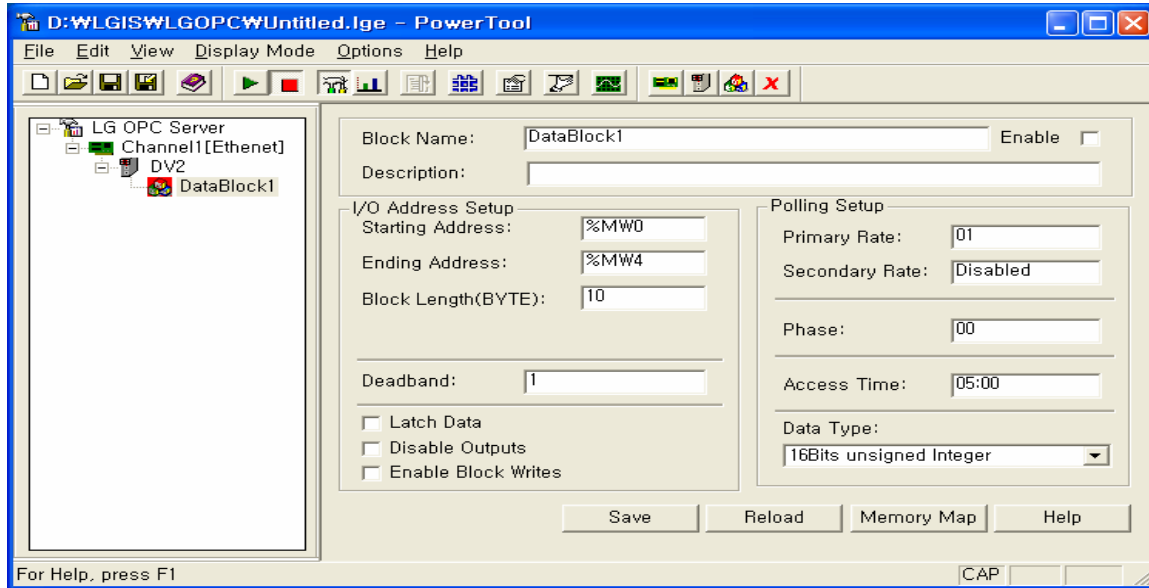 D:₩LGIS₩LGOPC₩Untitled.lge - PowerTool
File Edit View Display Mode Options Help
LG OPC Server
Channel1[Ethenet]
DV2
DataBlock1
Block Name: DataBlock1 Enable
Description:
I/O Address Setup
Starting Address: %MW0
Ending Address: %MW4
Block Length(BYTE): 10
Deadband: 1
Latch Data
Disable Outputs
Enable Block Writes
Polling Setup
Primary Rate: 01
Secondary Rate: Disabled
Phase: 00
Access Time: 05:00
Data Type:
16Bits unsigned Integer
Save Reload Memory Map Help
For Help, press F1 CAP